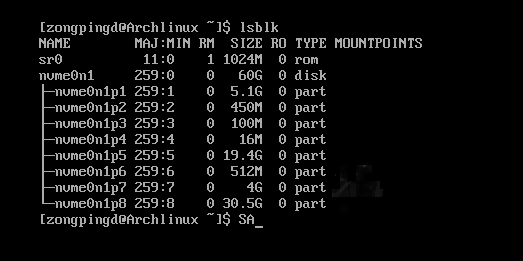 [zongpingd@Archlinux ~]$ lsblk
NAME        MAJ:MIN RM  SIZE RO TYPE MOUNTPOINTS
sr0          11:0    1 1024M  0 rom
nvme0n1     259:0    0   60G  0 disk
├─nvme0n1p1 259:1    0  5.1G  0 part
├─nvme0n1p2 259:2    0  450M  0 part
├─nvme0n1p3 259:3    0  100M  0 part
├─nvme0n1p4 259:4    0   16M  0 part
├─nvme0n1p5 259:5    0 19.4G  0 part
├─nvme0n1p6 259:6    0  512M  0 part
├─nvme0n1p7 259:7    0    4G  0 part
└─nvme0n1p8 259:8    0 30.5G  0 part
[zongpingd@Archlinux ~]$ SA_